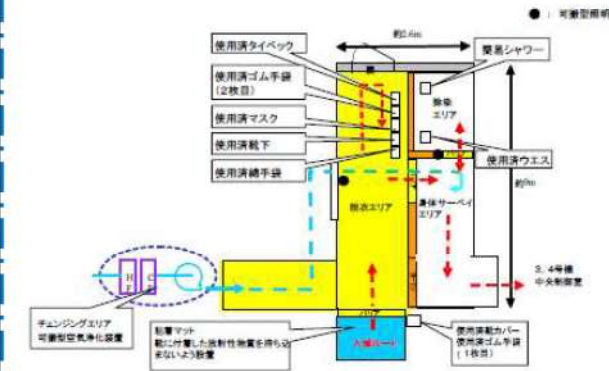 ● : 可搬型照明
約2.6m
使用済タイベック
使用済ゴム手袋
(2枚目)
使用済マスク
使用済靴下
使用済綿手袋
簡易シャワー
除染
エリア
使用済ウエス
約9m
脱衣エリア
身体サーベイ
エリア
3, 4号機
中央制御室
チェンジングエリア
可搬型空気浄化装置
粘着マット
靴に付着した放射性物質を持ち込
まないよう設置
バリア
入域ルート
使用済靴カバー
使用済ゴム手袋
(1枚目)